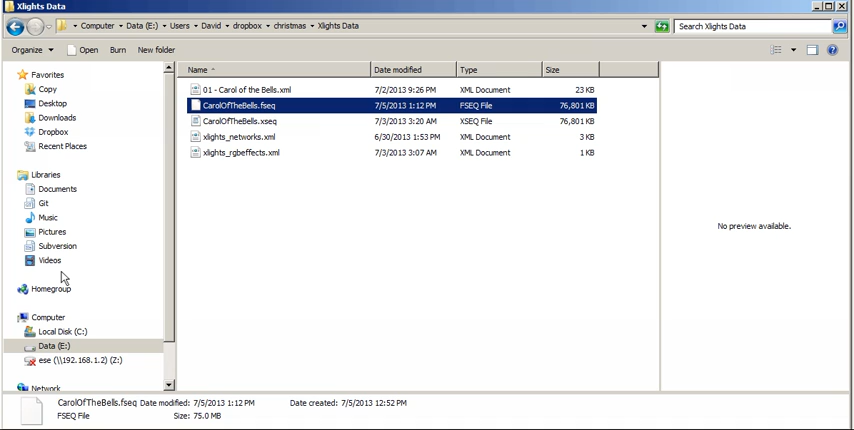 Xlights Data
Computer ▸ Data (E:) ▸ Users ▸ David ▸ dropbox ▸ christmas ▸ Xlights Data
Search Xlights Data
Organize Open Burn New folder
Favorites
Copy
Desktop
Downloads
Dropbox
Recent Places
Libraries
Documents
Git
Music
Pictures
Subversion
Videos
Homegroup
Computer
Local Disk (C:)
Data (E:)
ese (\\192.168.1.2) (Z:)
Network
Name Date modified Type Size
01 - Carol of the Bells.xml 7/2/2013 9:26 PM XML Document 23 KB
CarolOfTheBells.fseq 7/5/2013 1:12 PM FSEQ File 76,801 KB
CarolOfTheBells.xseq 7/3/2013 3:20 AM XSEQ File 76,801 KB
xlights_networks.xml 6/30/2013 1:53 PM XML Document 3 KB
xlights_rgbeffects.xml 7/3/2013 3:07 AM XML Document 1 KB
No preview available.
CarolOfTheBells.fseq Date modified: 7/5/2013 1:12 PM Date created: 7/5/2013 12:52 PM
FSEQ File Size: 75.0 MB